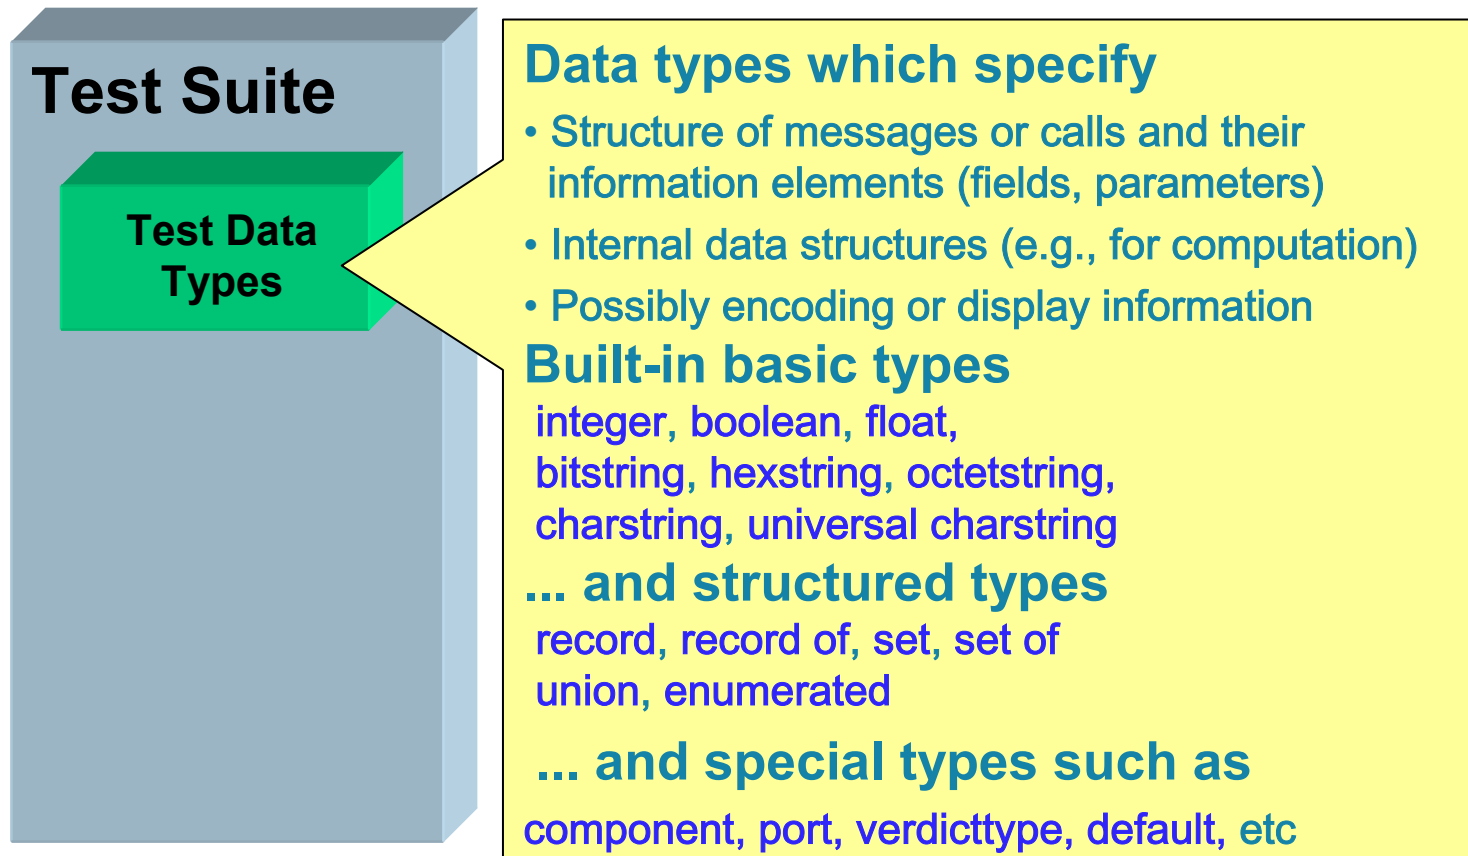 Test Suite
Test Data
Types
Data types which specify
• Structure of messages or calls and their
information elements (fields, parameters)
• Internal data structures (e.g., for computation)
• Possibly encoding or display information
Built-in basic types
integer, boolean, float,
bitstring, hexstring, octetstring,
charstring, universal charstring
... and structured types
record, record of, set, set of
union, enumerated
... and special types such as
component, port, verdicttype, default, etc